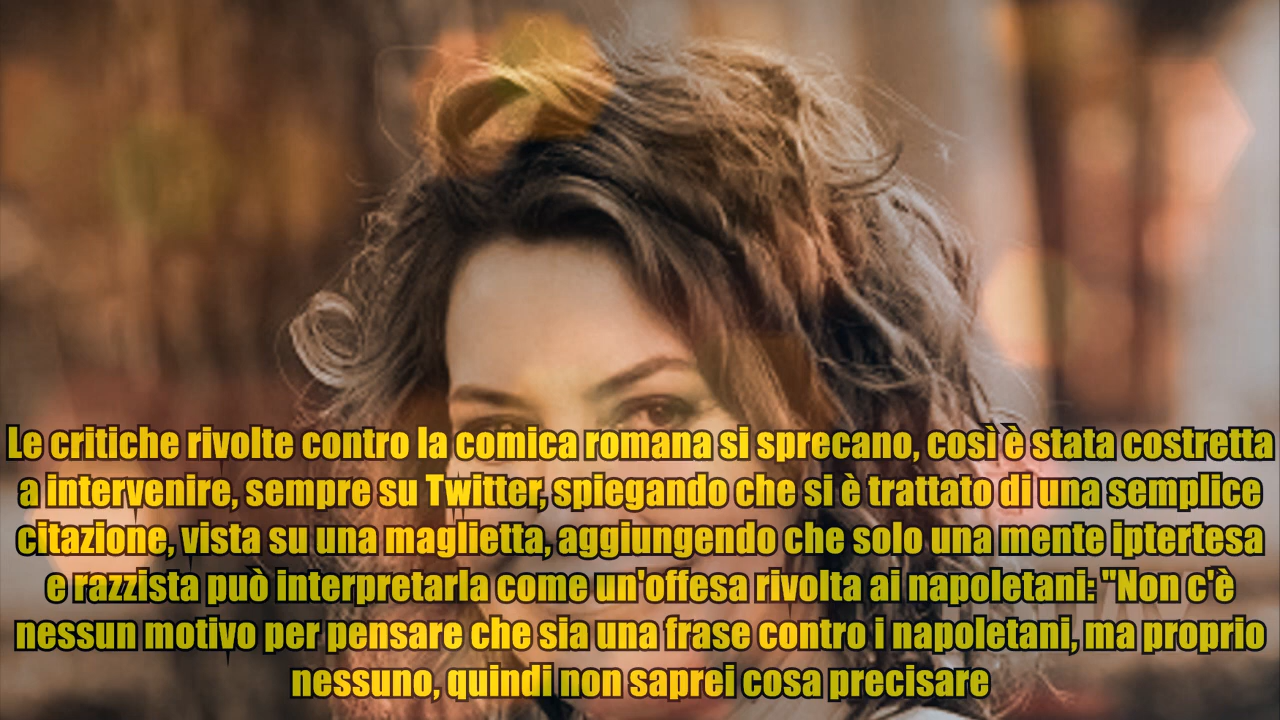 Le critiche rivolte contro la comica romana si sprecano, così è stata costretta
a intervenire, sempre su Twitter, spiegando che si è trattato di una semplice
citazione, vista su una maglietta, aggiungendo che solo una mente iptertesa
e razzista può interpretarla come un'offesa rivolta ai napoletani: "Non c'è
nessun motivo per pensare che sia una frase contro i napoletani, ma proprio
nessuno, quindi non saprei cosa precisare